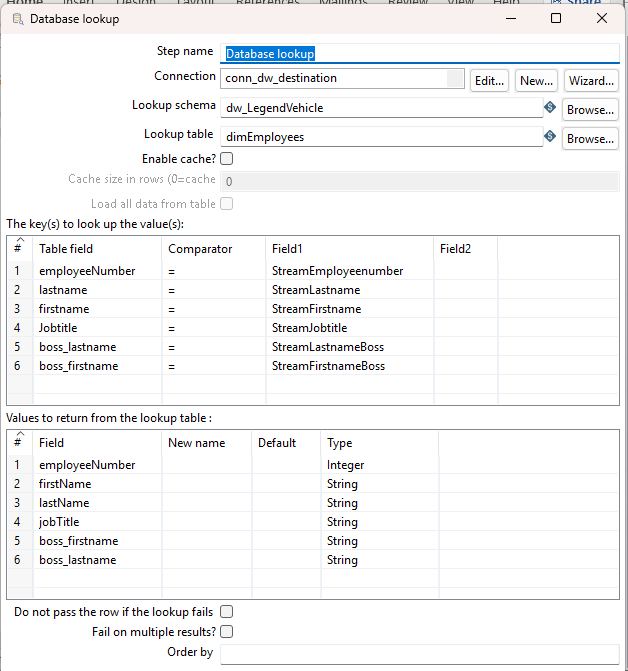 Database lookup
Step name Database lookup
Connection conn_dw_destination Edit... New... Wizard...
Lookup schema dw_LegendVehicle Browse...
Lookup table dimEmployees Browse...
Enable cache?
Cache size in rows (0=cache 0
Load all data from table
The key(s) to look up the value(s):
# Table field Comparator Field1 Field2
1 employeeNumber = StreamEmployeenumber
2 lastname = StreamLastname
3 firstname = StreamFirstname
4 Jobtitle = StreamJobtitle
5 boss_lastname = StreamLastnameBoss
6 boss_firstname = StreamFirstnameBoss
Values to return from the lookup table :
# Field New name Default Type
1 employeeNumber Integer
2 firstName String
3 lastName String
4 jobTitle String
5 boss_firstname String
6 boss_lastname String
Do not pass the row if the lookup fails
Fail on multiple results?
Order by